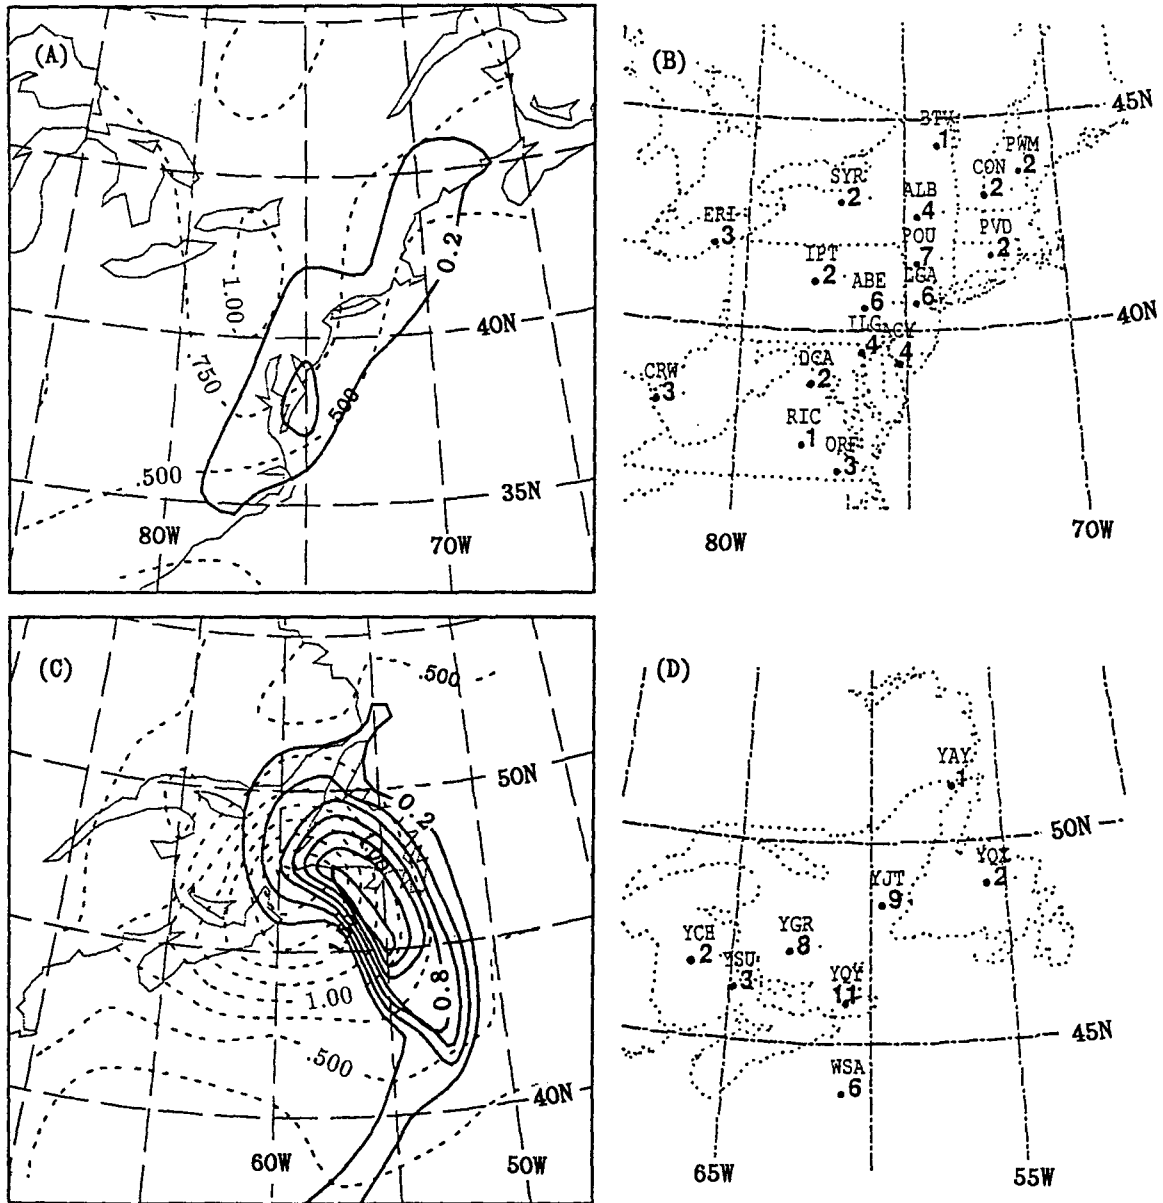 (A)
1.00
.750
.500
.500
0.2
40N
35N
80W
70W
(B)
45N
BTV
1
PWM
2
CON
2
SYR
2
ALB
4
ERI
3
POU
7
PVD
2
IPT
2
ABE
6
LGA
6
40N
ILG
4
ACY
4
DCA
2
CRW
3
RIC
1
ORF
3
80W
70W
(C)
.500
50N
0.2
0.8
1.00
.500
40N
60W
50W
(D)
YAY
1
50N
YQX
2
YJT
9
YCH
2
YGR
8
YSU
3
YQY
11
45N
WSA
6
65W
55W